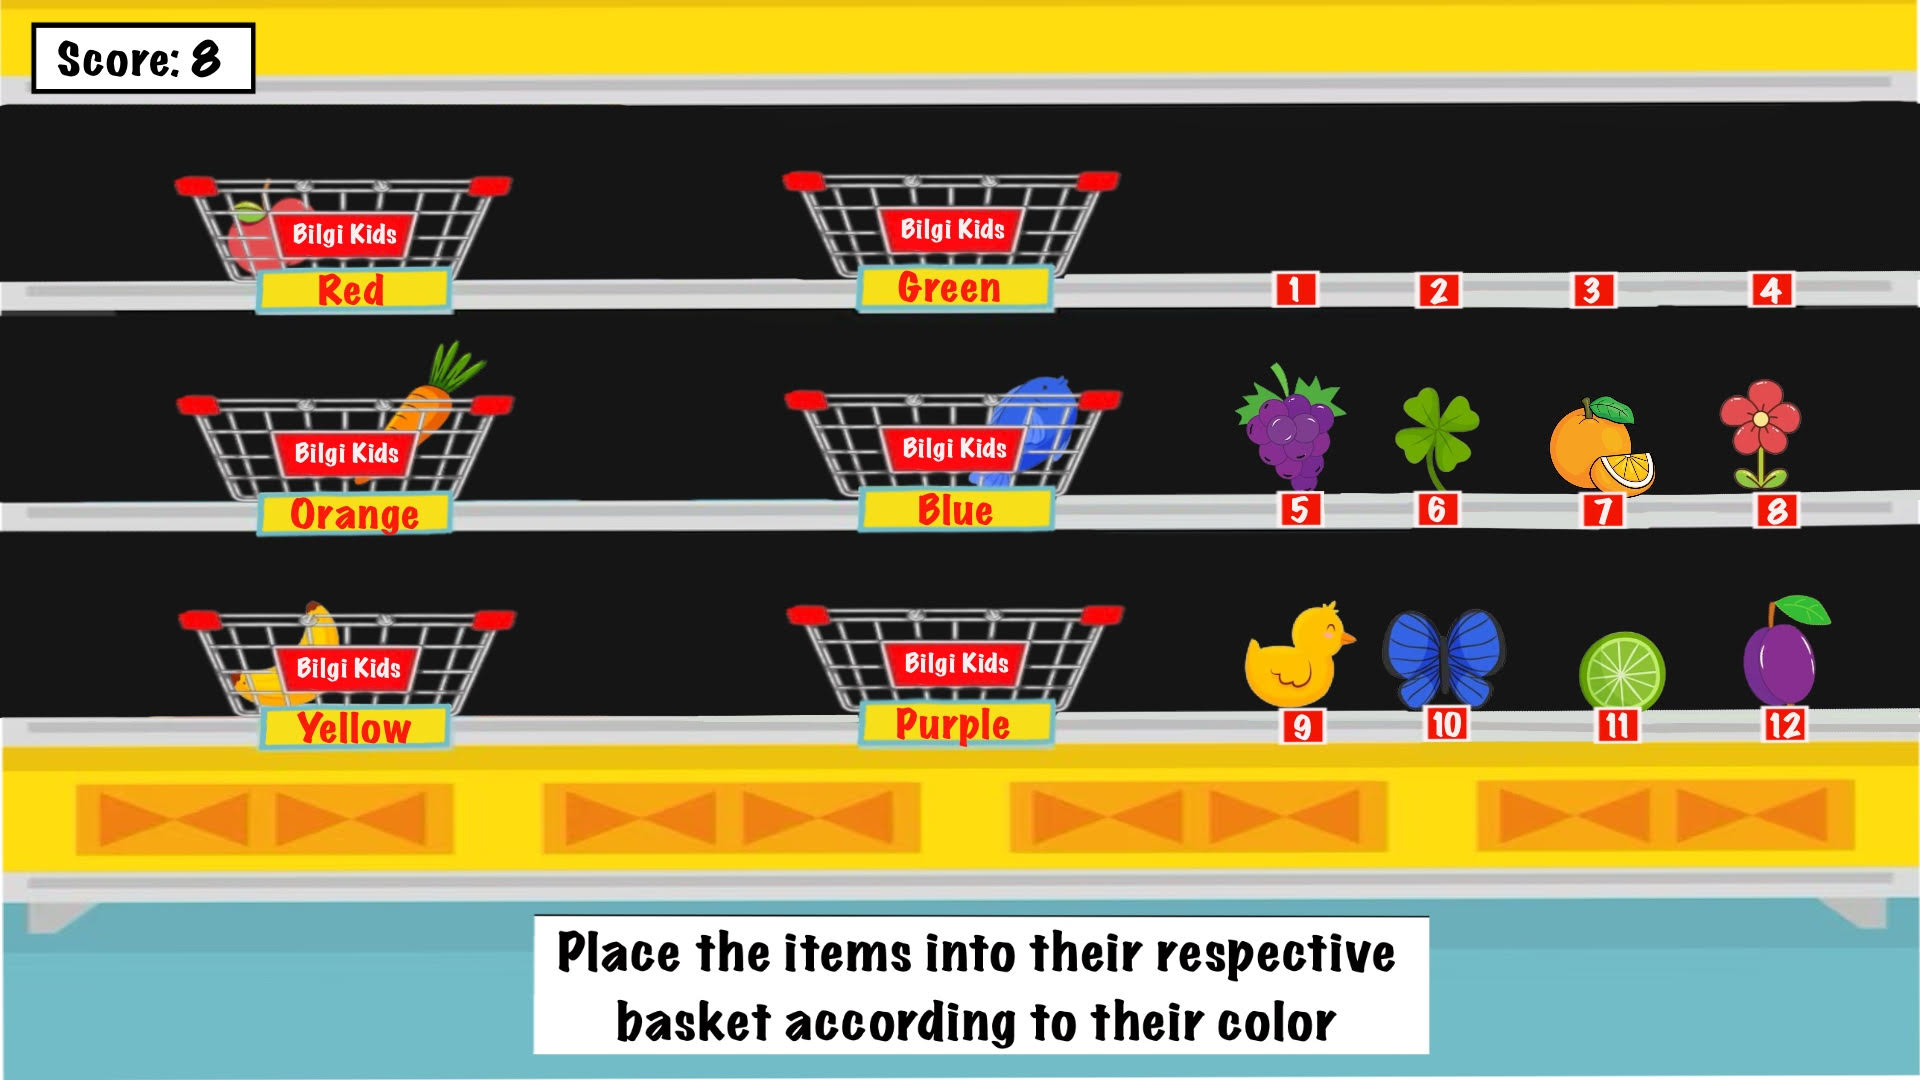 Score: 8
Bilgi Kids
Bilgi Kids
Red
Green
1
2
3
4
Bilgi Kids
Bilgi Kids
Orange
Blue
5
6
7
8
Bilgi Kids
Bilgi Kids
Yellow
Purple
9
10
11
12
Place the items into their respective
basket according to their color